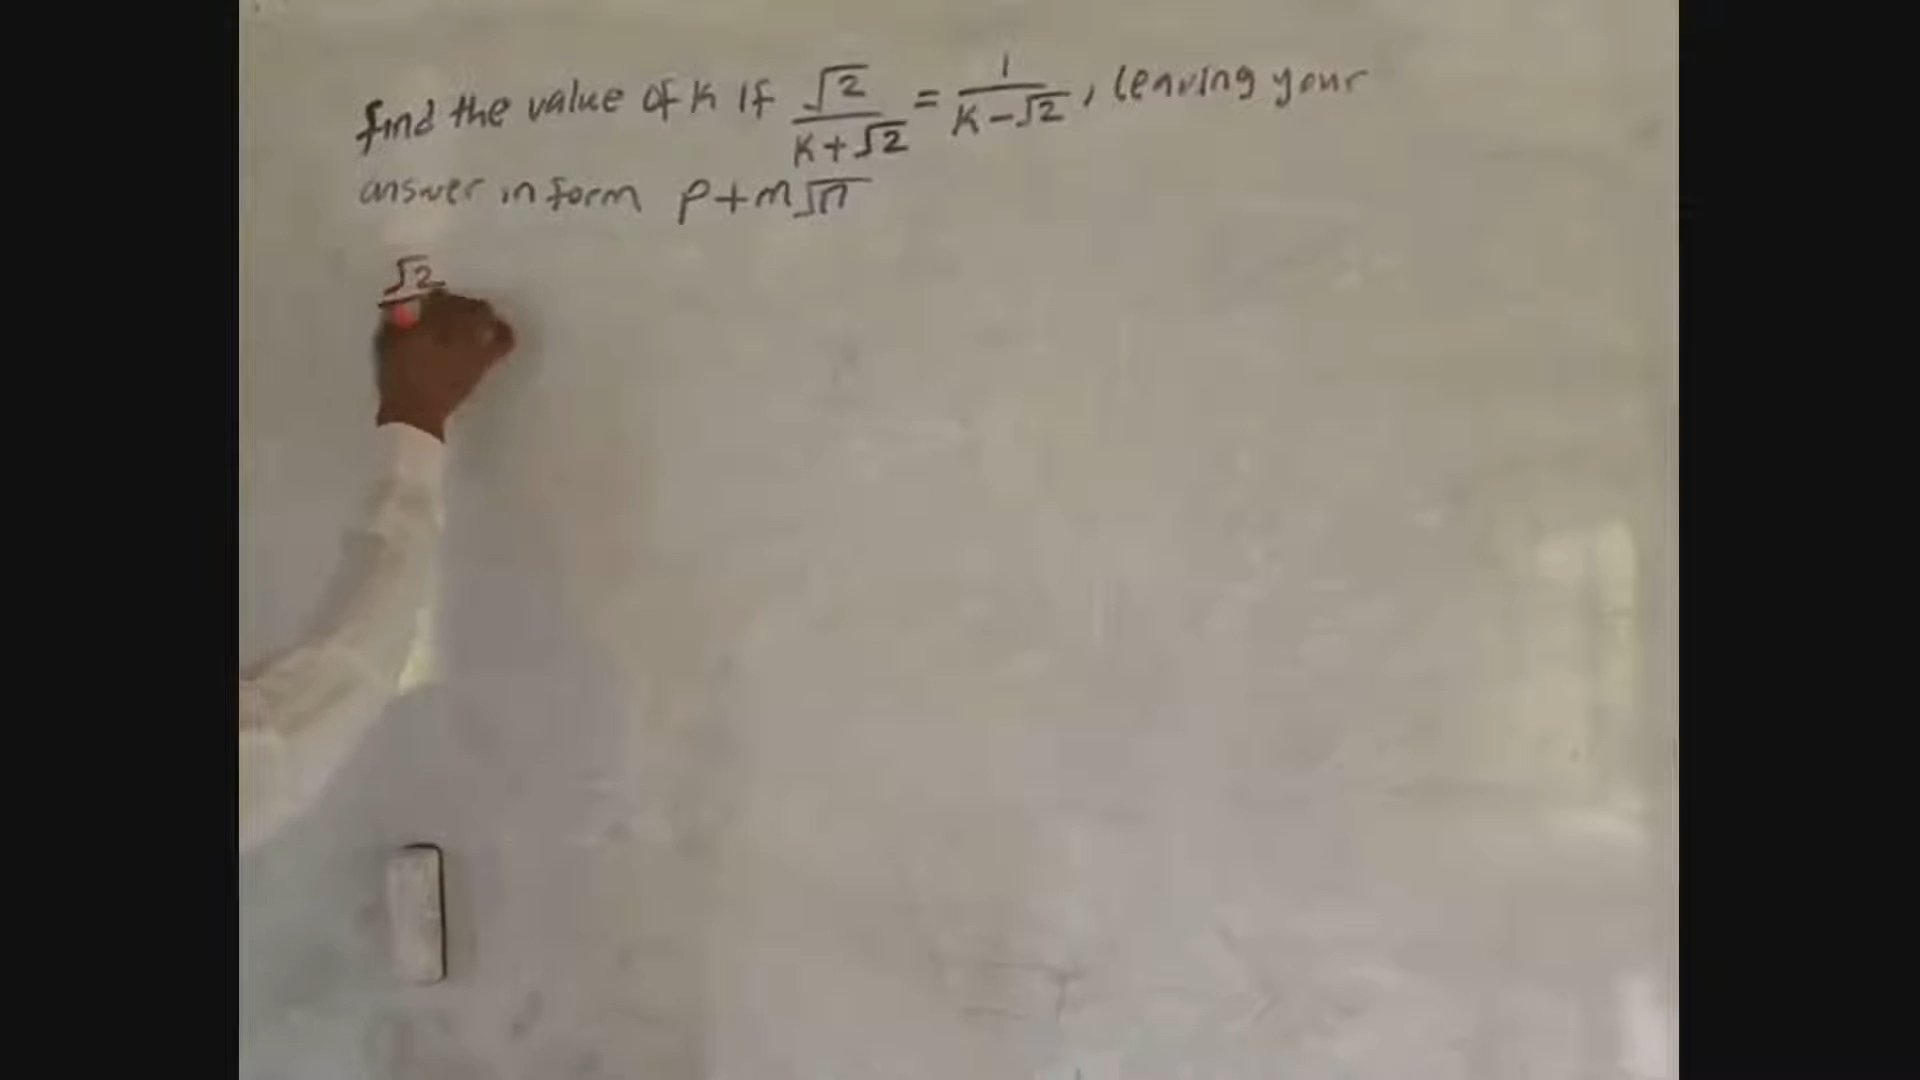 find the value of K if √2/(K+√2) = 1/(K-√2), leaving your
answer in form P+m√n
√2